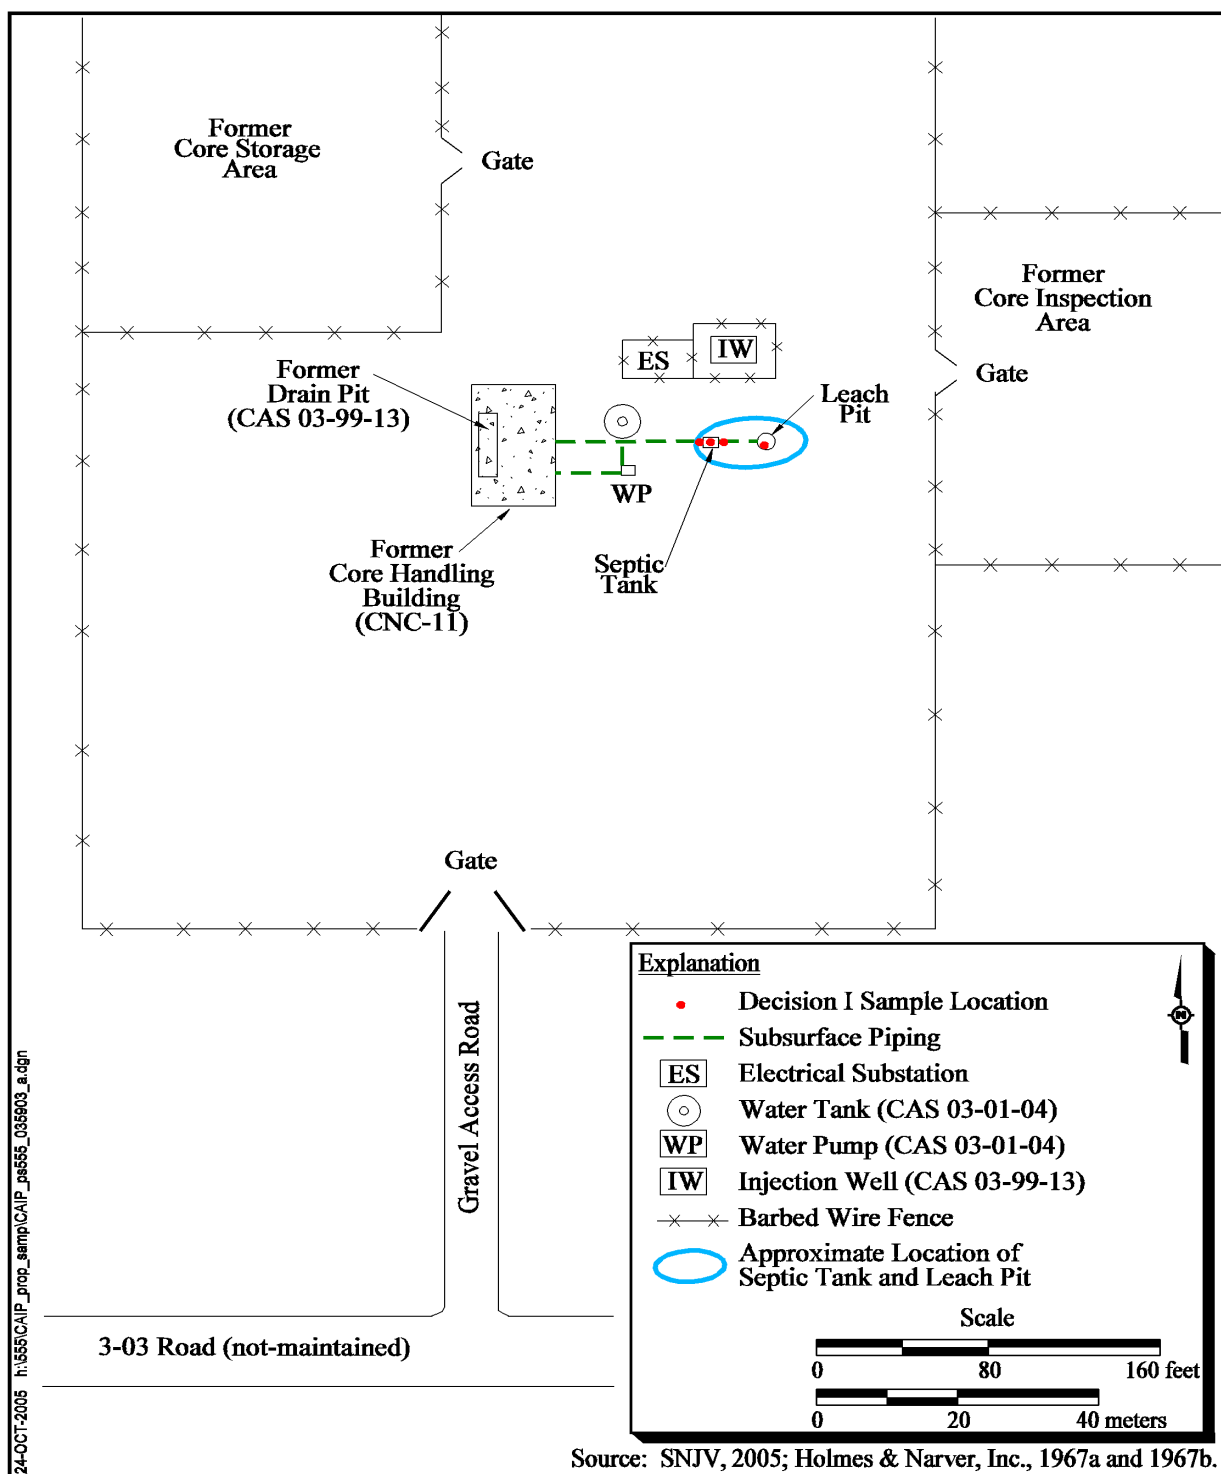 Former
Core Storage
Area
Gate
Former
Core Inspection
Area
Gate
Former
Drain Pit
(CAS 03-99-13)
ES
IW
Leach
Pit
WP
Septic
Tank
Former
Core Handling
Building
(CNC-11)
Gate
Gravel Access Road
3-03 Road (not-maintained)
Explanation
Decision I Sample Location
Subsurface Piping
ES Electrical Substation
Water Tank (CAS 03-01-04)
WP Water Pump (CAS 03-01-04)
IW Injection Well (CAS 03-99-13)
Barbed Wire Fence
Approximate Location of
Septic Tank and Leach Pit
N
Scale
0 80 160 feet
0 20 40 meters
24-OCT-2005 h:\555\CAIP_prop_samp\CAIP_ps555_035903_a.dgn
Source: SNJV, 2005; Holmes & Narver, Inc., 1967a and 1967b.